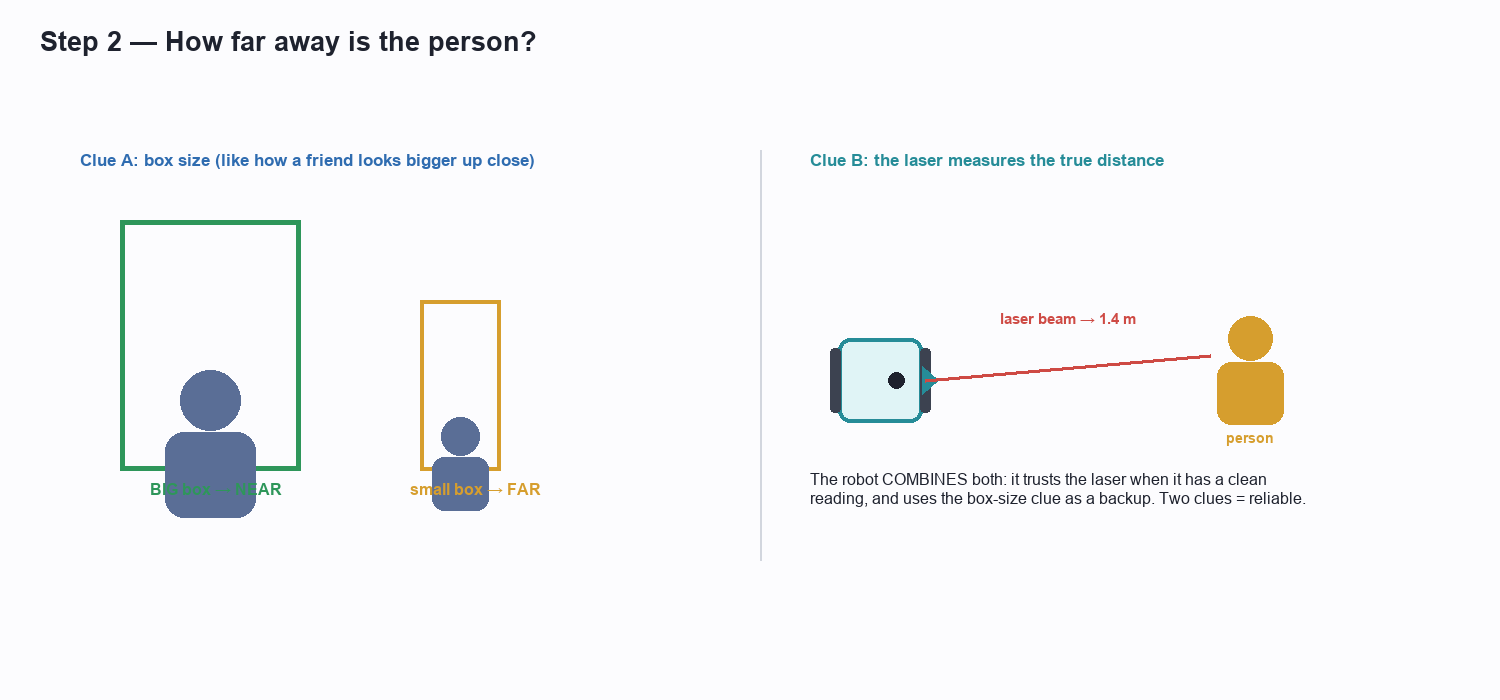 Step 2 — How far away is the person?
Clue A: box size (like how a friend looks bigger up close)
BIG box → NEAR
small box → FAR
Clue B: the laser measures the true distance
laser beam → 1.4 m
person
The robot COMBINES both: it trusts the laser when it has a clean
reading, and uses the box-size clue as a backup. Two clues = reliable.